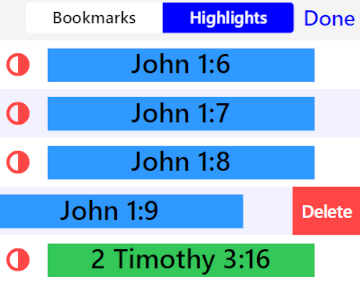 Bookmarks Highlights Done
John 1:6
John 1:7
John 1:8
John 1:9 Delete
2 Timothy 3:16